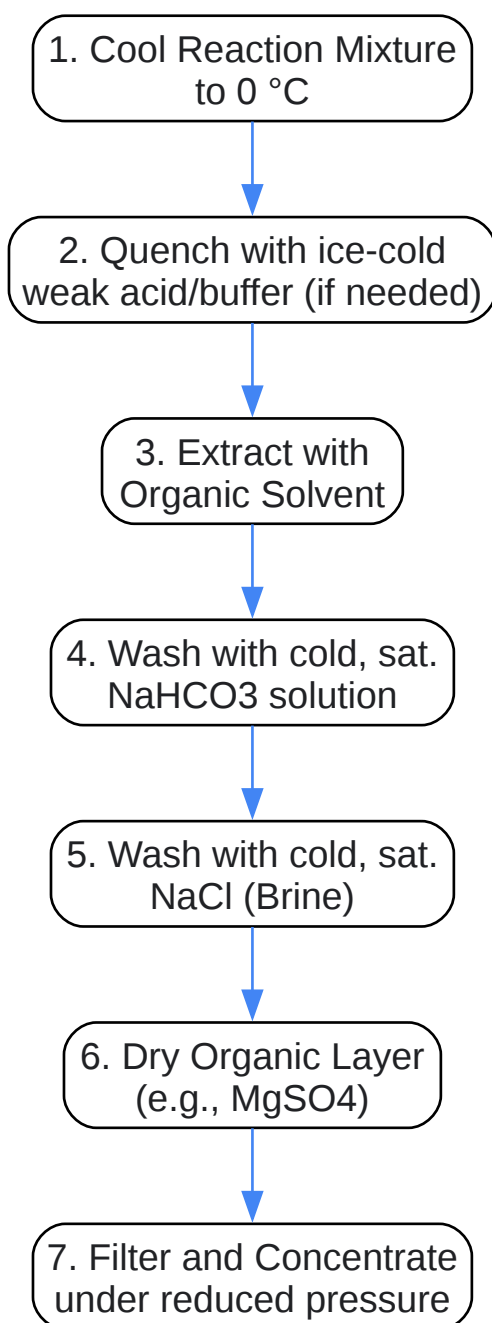 1. Cool Reaction Mixture
to 0 °C
2. Quench with ice-cold
weak acid/buffer (if needed)
3. Extract with
Organic Solvent
4. Wash with cold, sat.
NaHCO3 solution
5. Wash with cold, sat.
NaCl (Brine)
6. Dry Organic Layer
(e.g., MgSO4)
7. Filter and Concentrate
under reduced pressure